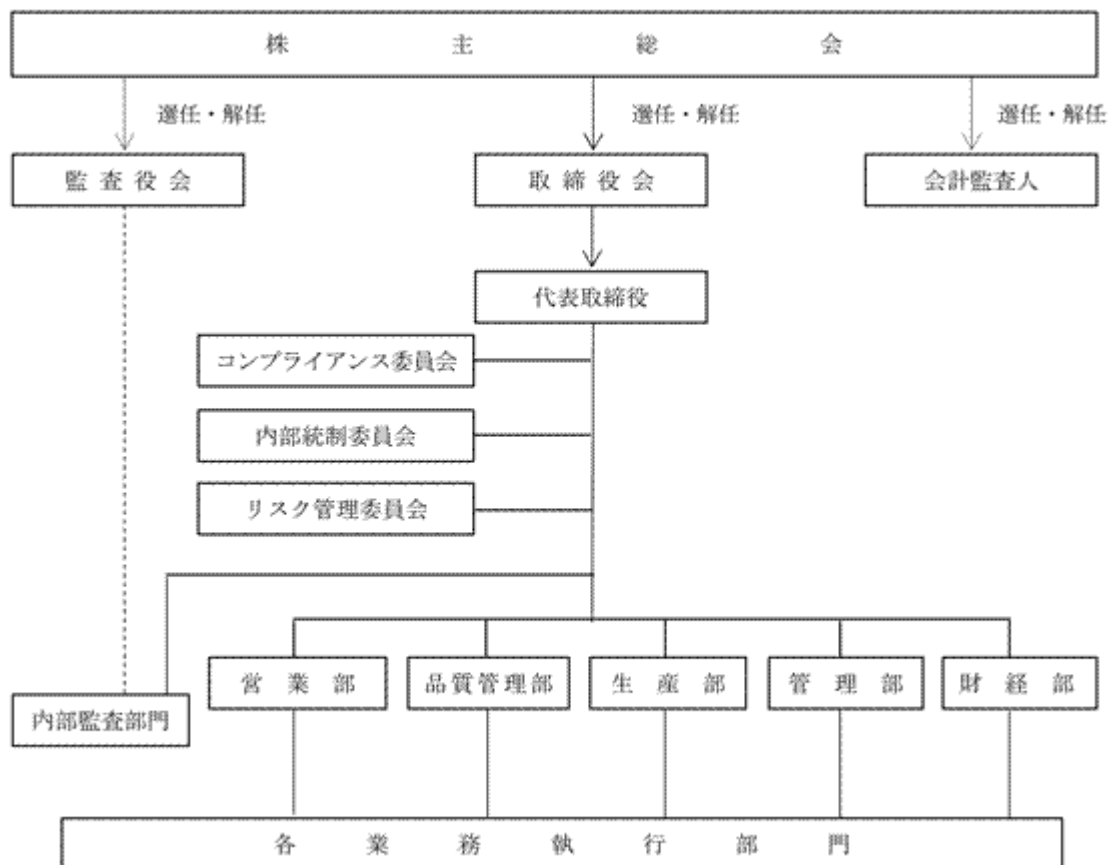 株主総会
選任・解任
選任・解任
選任・解任
監査役会
取締役会
会計監査人
代表取締役
コンプライアンス委員会
内部統制委員会
リスク管理委員会
営業部
品質管理部
生産部
管理部
財経部
内部監査部門
各業務執行部門